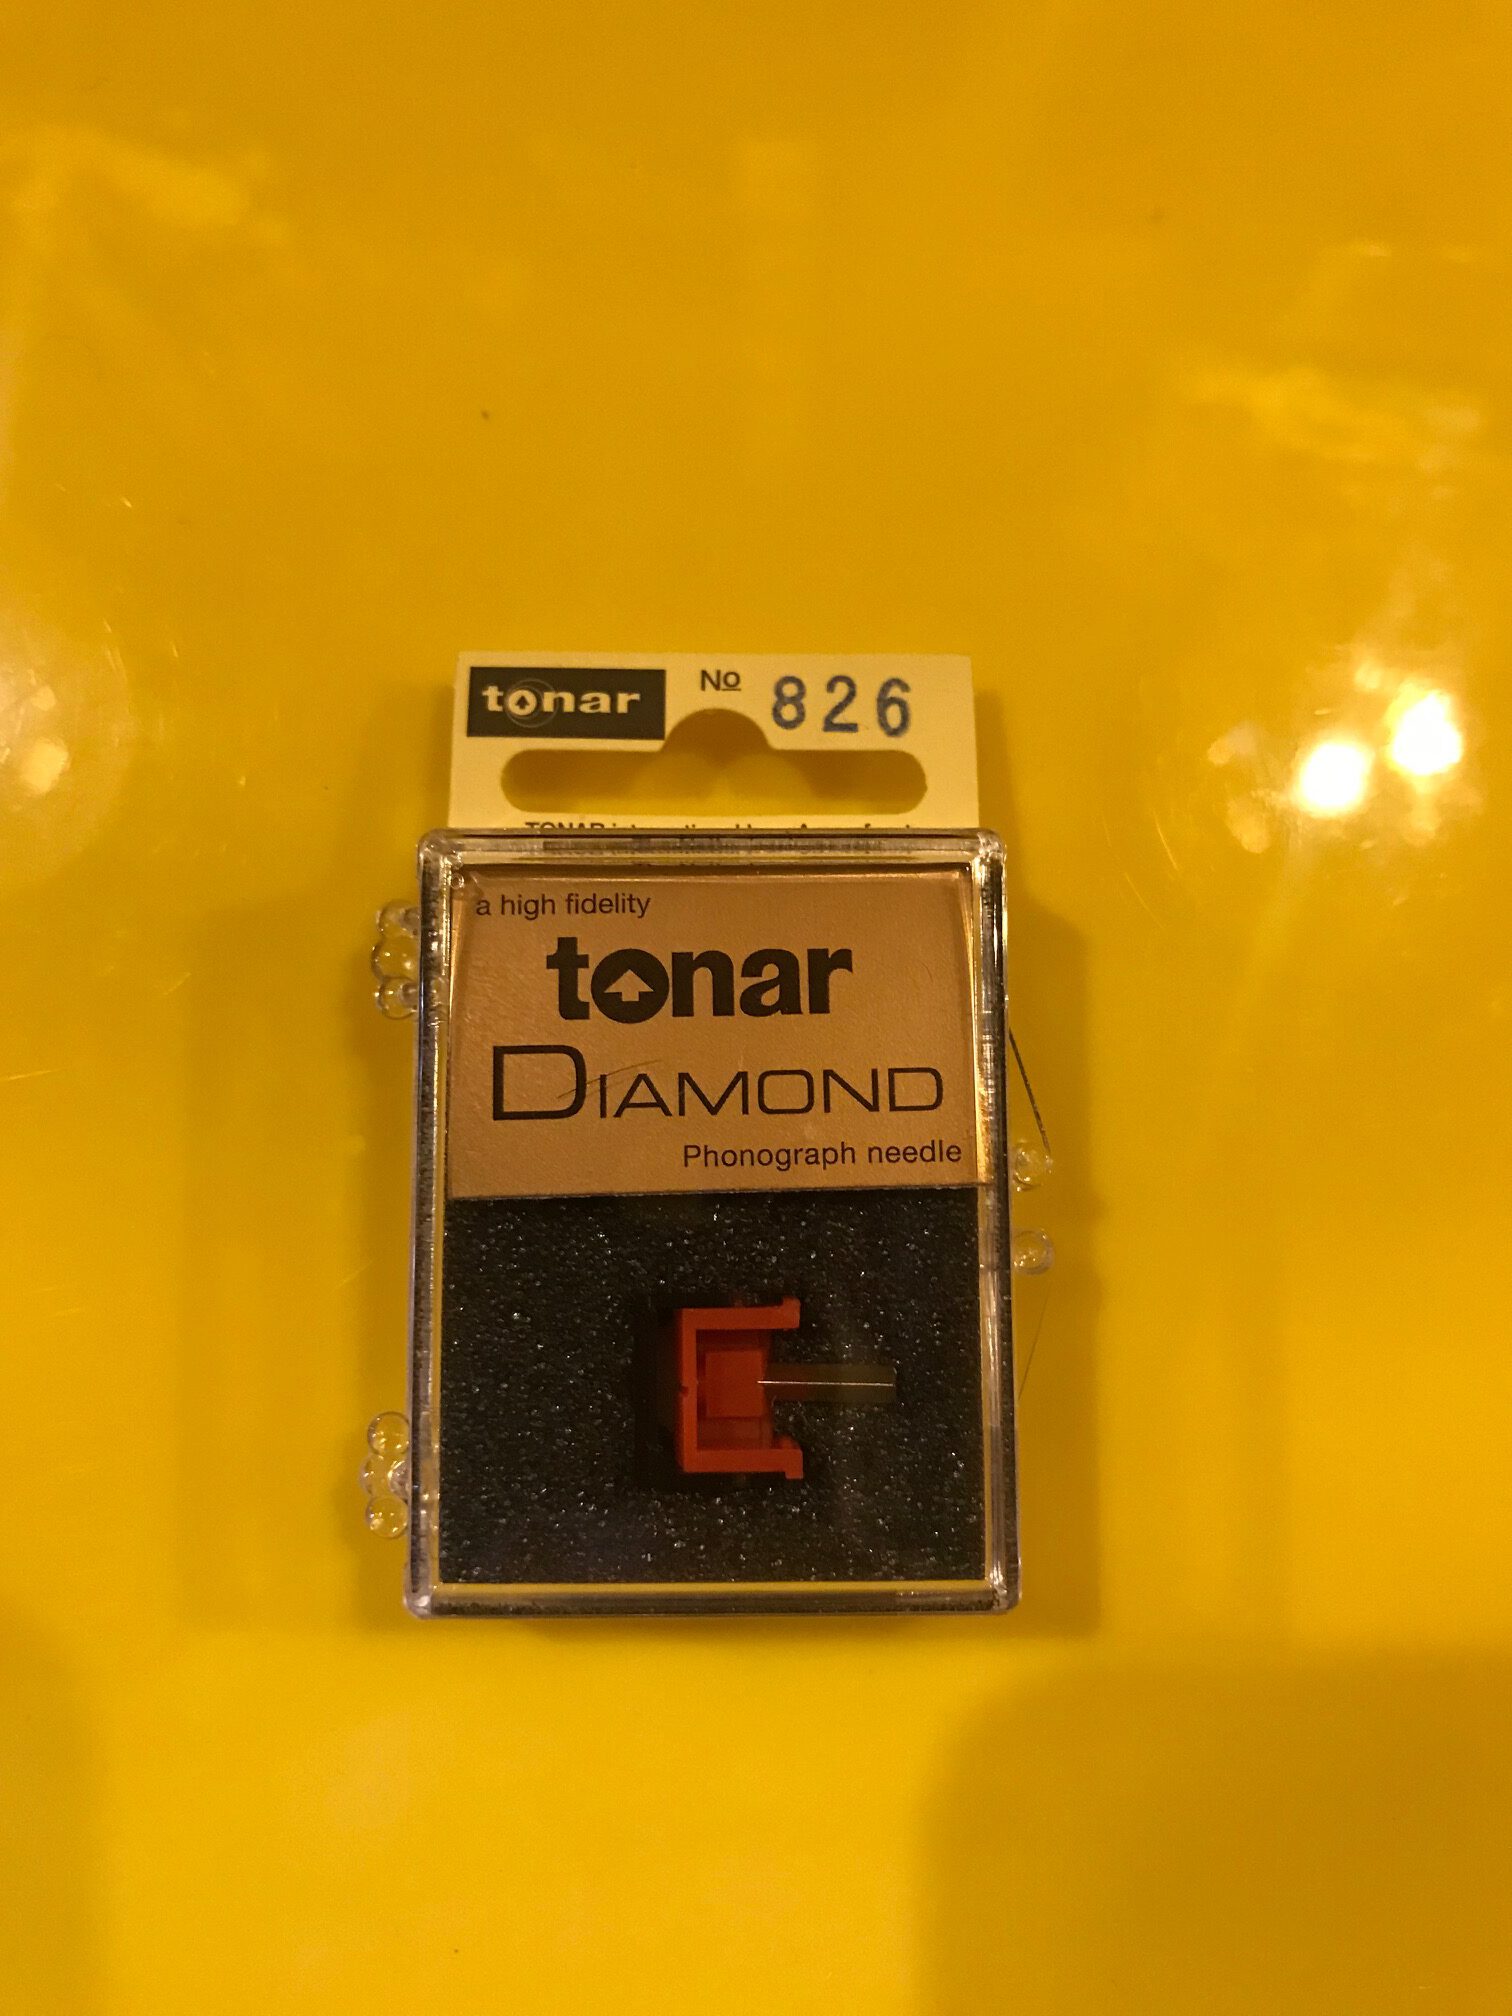 tonar No 826
a high fidelity
tonar
DIAMOND
Phonograph needle